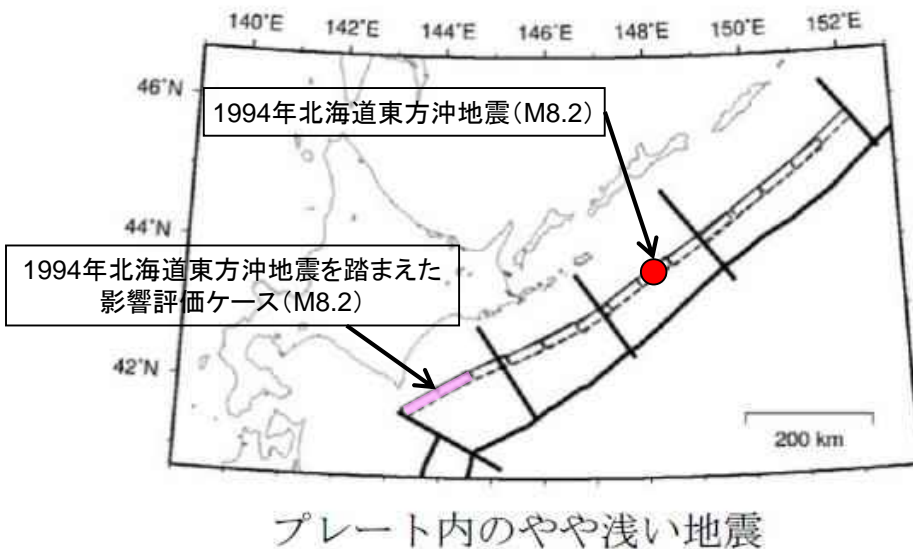 140°E 142°E 144°E 146°E 148°E 150°E 152°E
46°N
1994年北海道東方沖地震(M8.2)
44°N
1994年北海道東方沖地震を踏まえた
影響評価ケース(M8.2)
42°N
200 km
プレート内のやや浅い地震